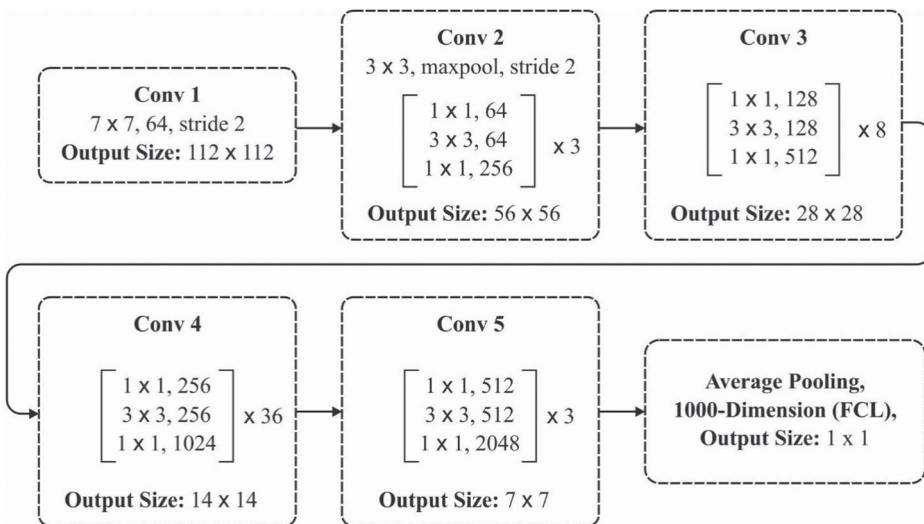 Conv 1
7 x 7, 64, stride 2
Output Size: 112 x 112
Conv 2
3 x 3, maxpool, stride 2
1 x 1, 64
3 x 3, 64
1 x 1, 256
x 3
Output Size: 56 x 56
Conv 3
1 x 1, 128
3 x 3, 128
1 x 1, 512
x 8
Output Size: 28 x 28
Conv 4
1 x 1, 256
3 x 3, 256
1 x 1, 1024
x 36
Output Size: 14 x 14
Conv 5
1 x 1, 512
3 x 3, 512
1 x 1, 2048
x 3
Output Size: 7 x 7
Average Pooling,
1000-Dimension (FCL),
Output Size: 1 x 1